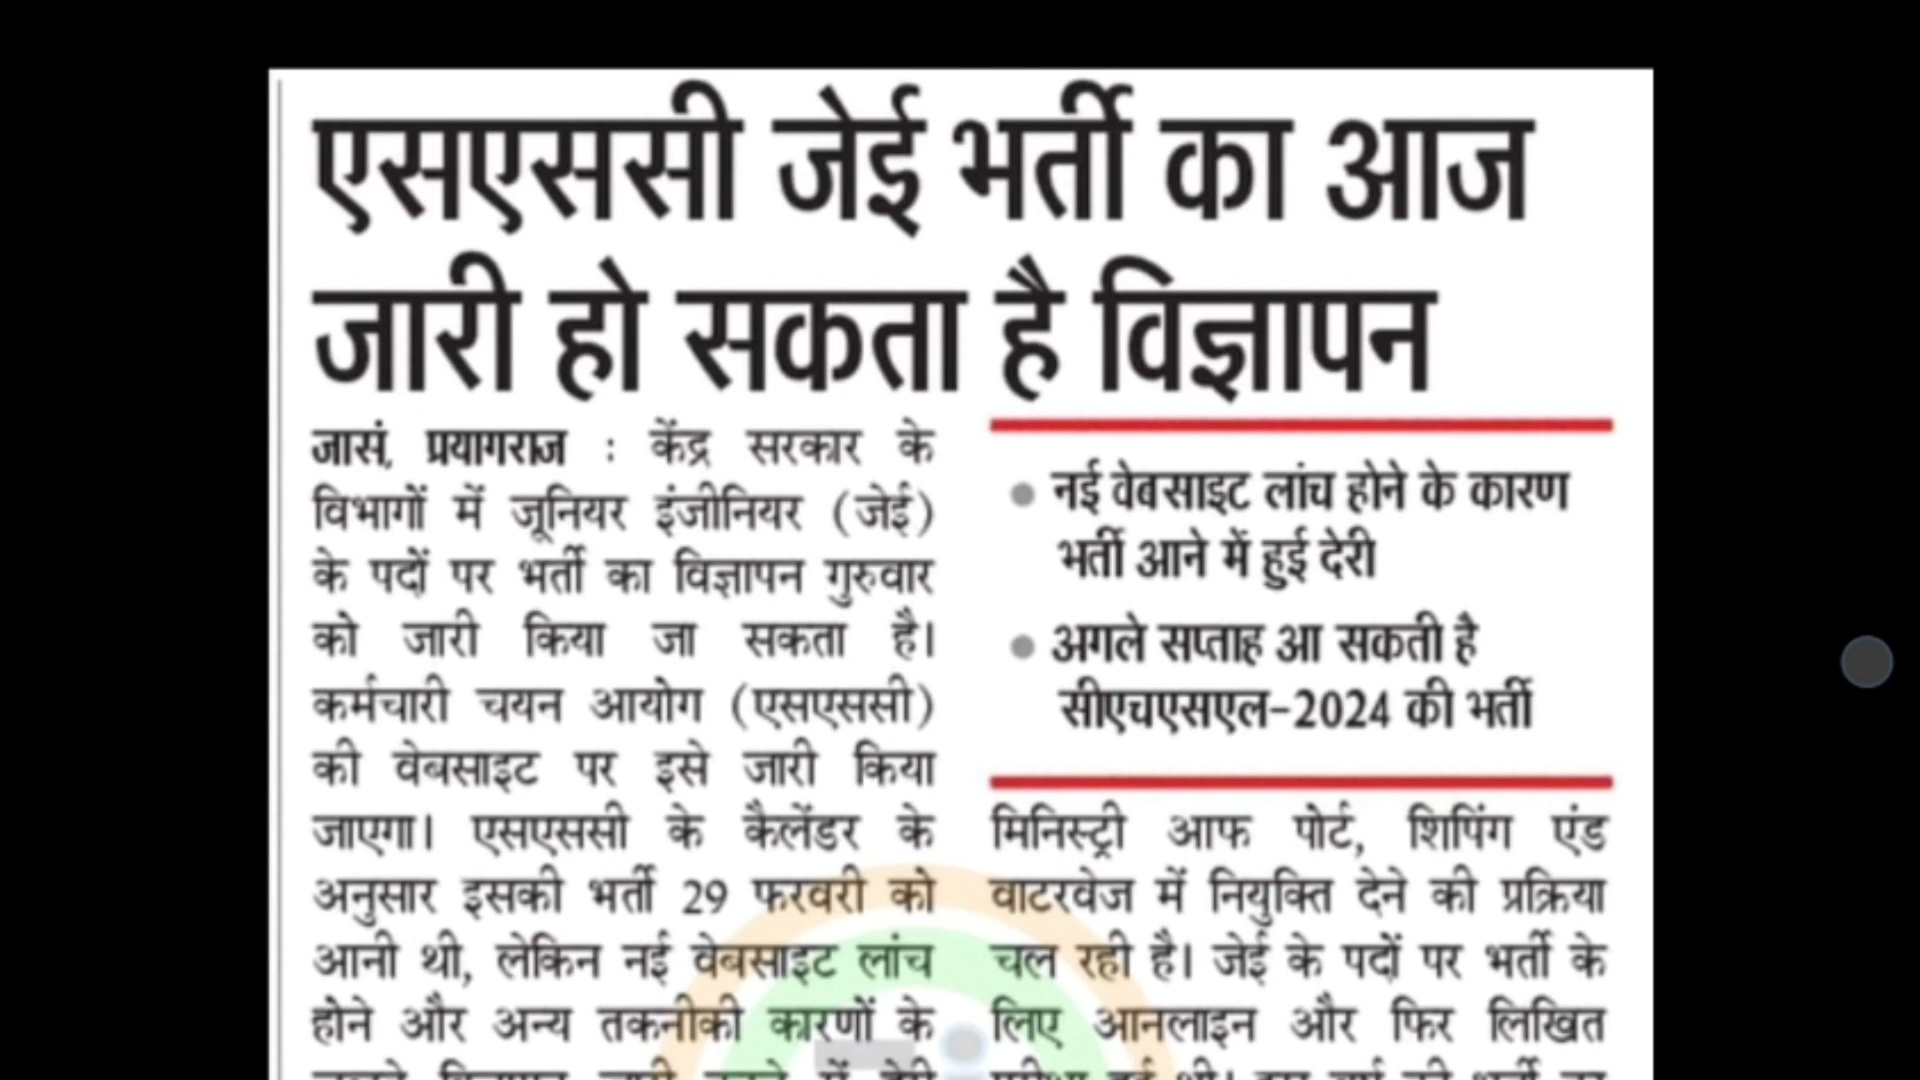 एसएससी जेई भर्ती का आज
जारी हो सकता है विज्ञापन
जासं, प्रयागराज : केंद्र सरकार के
विभागों में जूनियर इंजीनियर (जेई)
के पदों पर भर्ती का विज्ञापन गुरुवार
को जारी किया जा सकता है।
कर्मचारी चयन आयोग (एसएससी)
की वेबसाइट पर इसे जारी किया
जाएगा। एसएससी के कैलेंडर के
अनुसार इसकी भर्ती 29 फरवरी को
आनी थी, लेकिन नई वेबसाइट लांच
होने और अन्य तकनीकी कारणों के
नई वेबसाइट लांच होने के कारण
भर्ती आने में हुई देरी
अगले सप्ताह आ सकती है
सीएचएसएल-2024 की भर्ती
मिनिस्ट्री आफ पोर्ट, शिपिंग एंड
वाटरवेज में नियुक्ति देने की प्रक्रिया
चल रही है। जेई के पदों पर भर्ती के
लिए आनलाइन और फिर लिखित